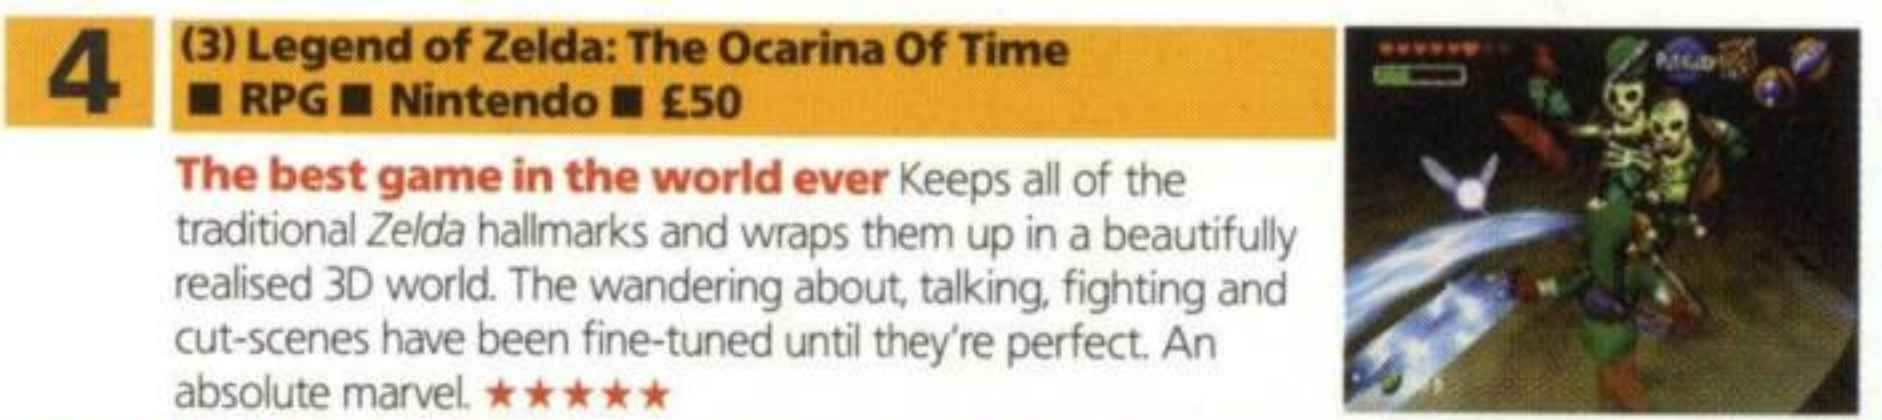 4
(3) Legend of Zelda: The Ocarina Of Time
■ RPG ■ Nintendo ■ £50
The best game in the world ever Keeps all of the
traditional Zelda hallmarks and wraps them up in a beautifully
realised 3D world. The wandering about, talking, fighting and
cut-scenes have been fine-tuned until they're perfect. An
absolute marvel. ★★★★★